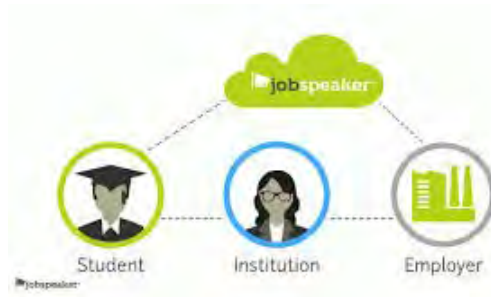 jobspeaker
Student
Institution
Employer
jobspeaker